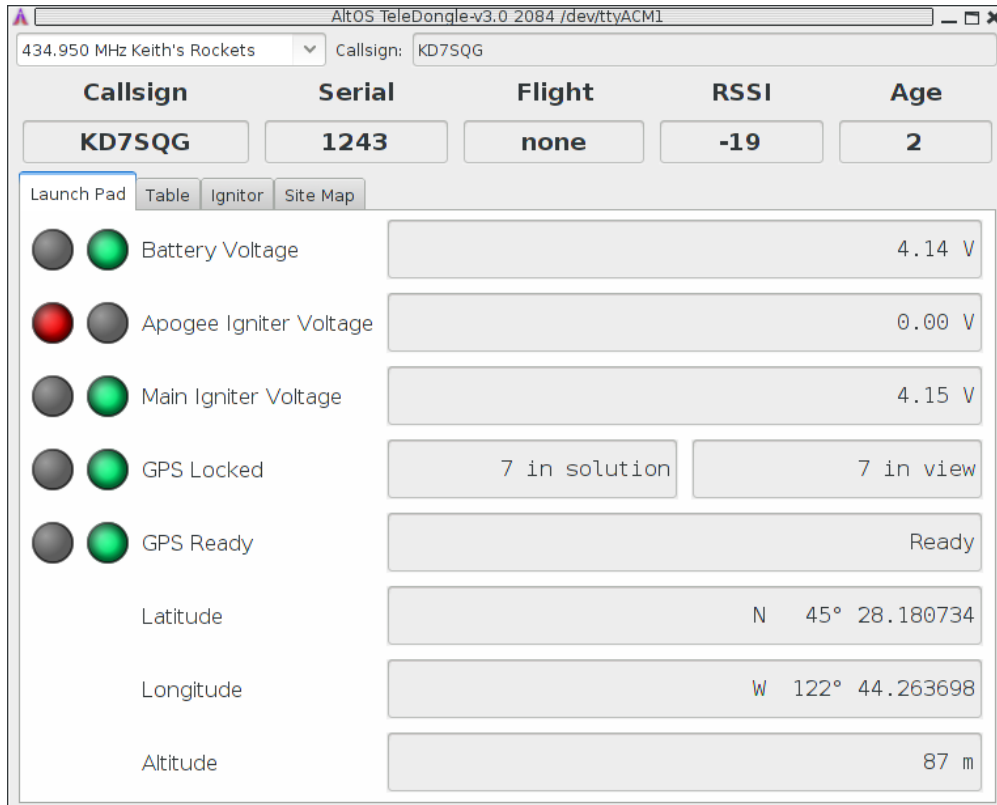 AltOS TeleDongle-v3.0 2084 /dev/ttyACM1
434.950 MHz Keith's Rockets Callsign: KD7SQG
Callsign Serial Flight RSSI Age
KD7SQG 1243 none -19 2
Launch Pad Table Ignitor Site Map
Battery Voltage 4.14 V
Apogee Igniter Voltage 0.00 V
Main Igniter Voltage 4.15 V
GPS Locked 7 in solution 7 in view
GPS Ready Ready
Latitude N 45° 28.180734
Longitude W 122° 44.263698
Altitude 87 m